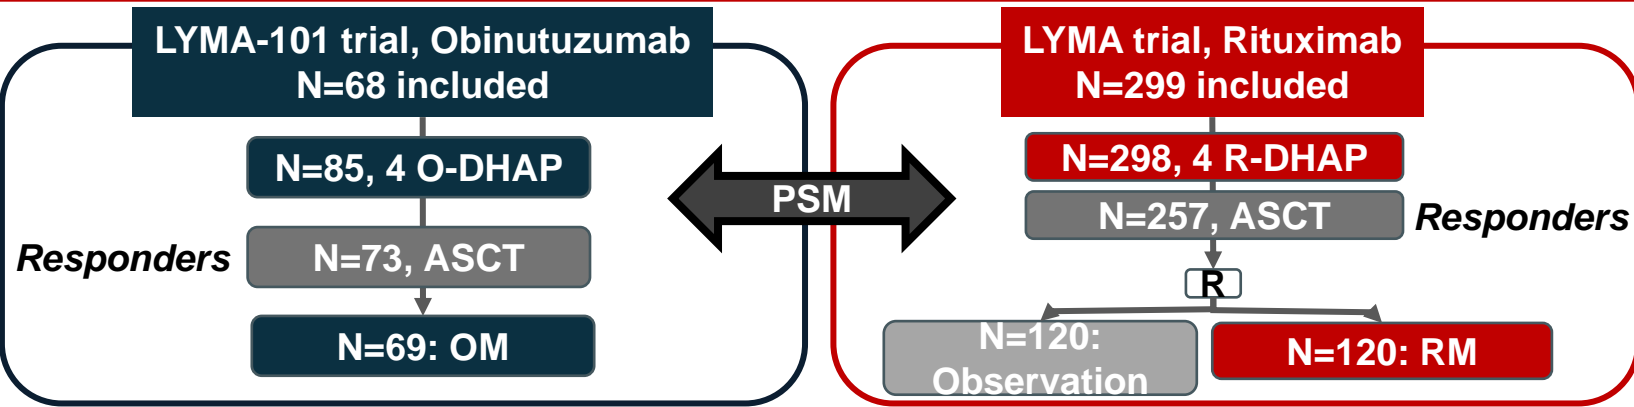 LYMA-101 trial, Obinutuzumab
N=68 included
N=85, 4 O-DHAP
Responders
N=73, ASCT
N=69: OM
PSM
LYMA trial, Rituximab
N=299 included
N=298, 4 R-DHAP
N=257, ASCT
Responders
R
N=120:
Observation
N=120: RM